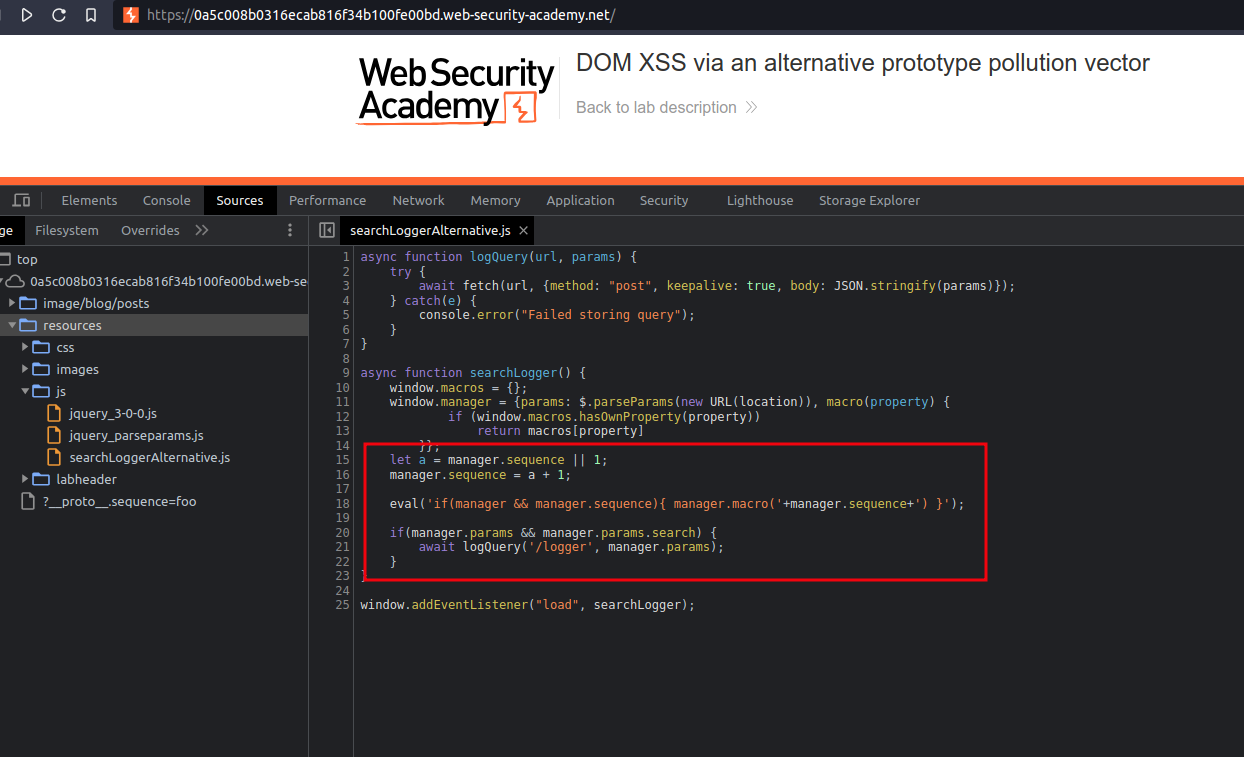 https://0a5c008b0316ecab816f34b100fe00bd.web-security-academy.net/
Web Security
Academy
DOM XSS via an alternative prototype pollution vector
Back to lab description
Elements Console Sources Performance Network Memory Application Security Lighthouse Storage Explorer
ge Filesystem Overrides searchLoggerAlternative.js
top
0a5c008b0316ecab816f34b100fe00bd.web-se
image/blog/posts
resources
css
images
js
jquery_3-0-0.js
jquery_parseparams.js
searchLoggerAlternative.js
labheader
?__proto__.sequence=foo
1 async function logQuery(url, params) {
2     try {
3         await fetch(url, {method: "post", keepalive: true, body: JSON.stringify(params)});
4     } catch(e) {
5         console.error("Failed storing query");
6     }
7 }
8
9 async function searchLogger() {
10     window.macros = {};
11     window.manager = {params: $.parseParams(new URL(location)), macro(property) {
12             if (window.macros.hasOwnProperty(property))
13                 return macros[property]
14         }};
15     let a = manager.sequence || 1;
16     manager.sequence = a + 1;
17
18     eval('if(manager && manager.sequence){ manager.macro('+manager.sequence+') }');
19
20     if(manager.params && manager.params.search) {
21         await logQuery('/logger', manager.params);
22     }
23 }
24
25 window.addEventListener("load", searchLogger);